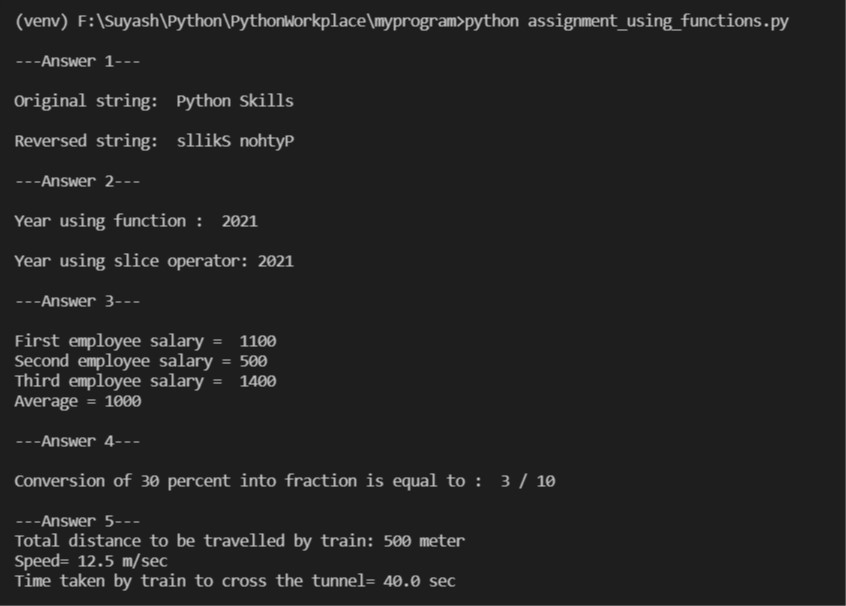 (venv) F:\Suyash\Python\PythonWorkplace\myprogram>python assignment_using_functions.py
---Answer 1---
Original string:  Python Skills
Reversed string:  sllikS nohtyP
---Answer 2---
Year using function :  2021
Year using slice operator: 2021
---Answer 3---
First employee salary =  1100
Second employee salary = 500
Third employee salary =  1400
Average = 1000
---Answer 4---
Conversion of 30 percent into fraction is equal to :  3 / 10
---Answer 5---
Total distance to be travelled by train: 500 meter
Speed= 12.5 m/sec
Time taken by train to cross the tunnel= 40.0 sec